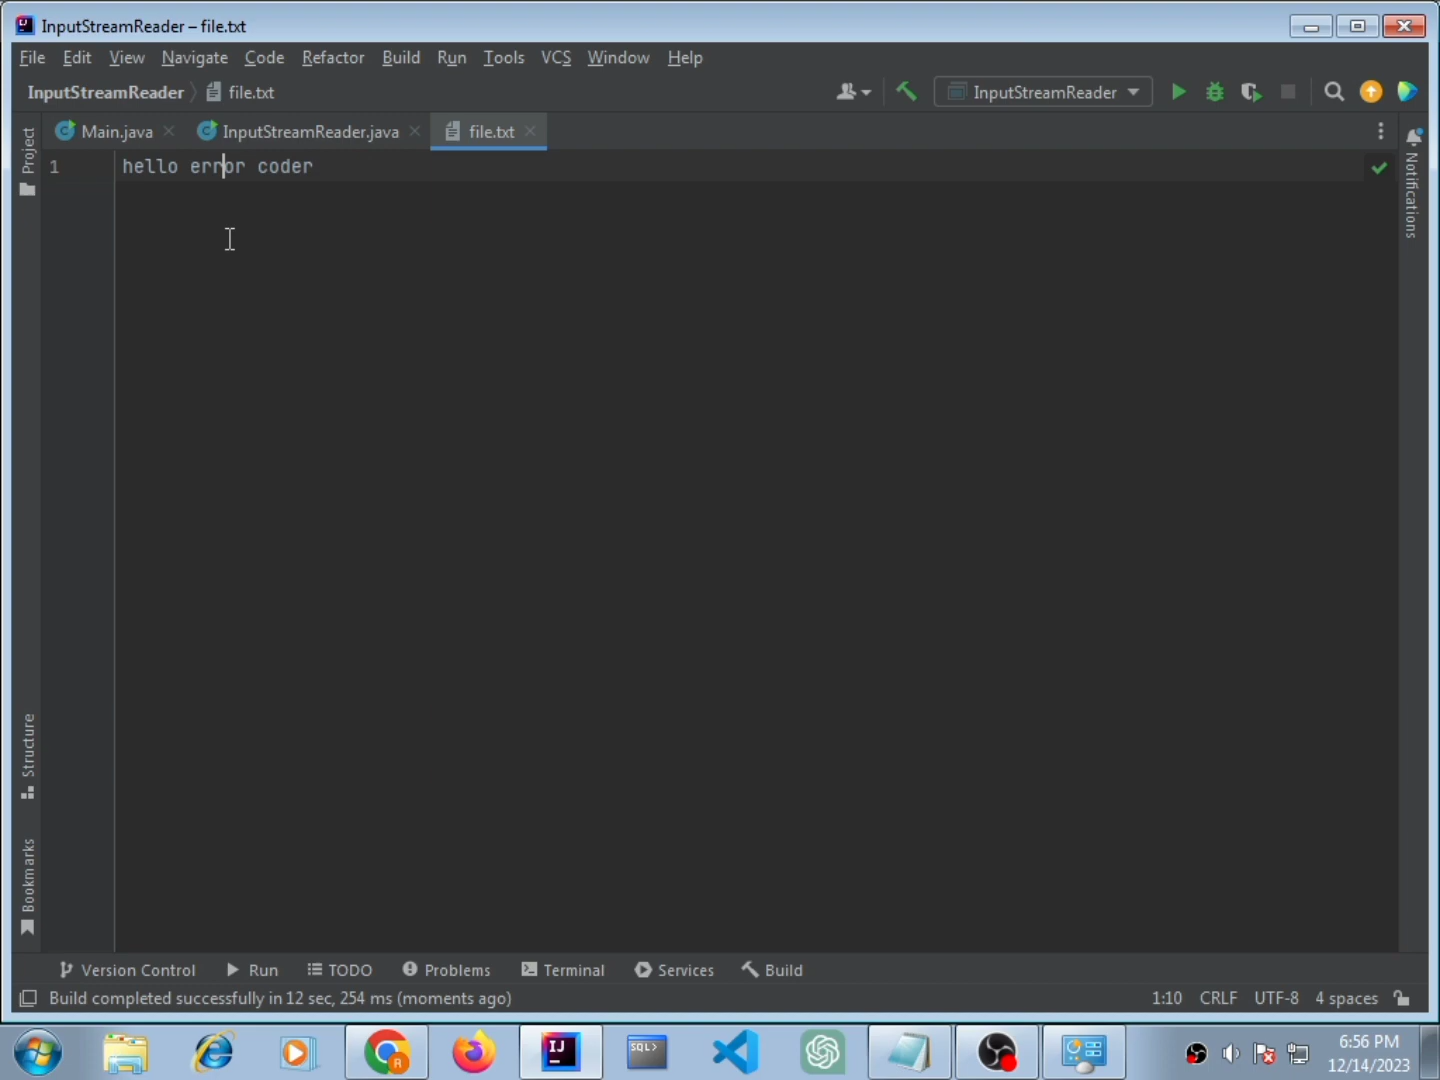 InputStreamReader – file.txt
File Edit View Navigate Code Refactor Build Run Tools VCS Window Help
InputStreamReader file.txt InputStreamReader
Project Main.java InputStreamReader.java file.txt
1 hello error coder
Notifications
Structure
Bookmarks
Version Control Run TODO Problems Terminal Services Build
Build completed successfully in 12 sec, 254 ms (moments ago) 1:10 CRLF UTF-8 4 spaces
IJ SQL>
6:56 PM
12/14/2023